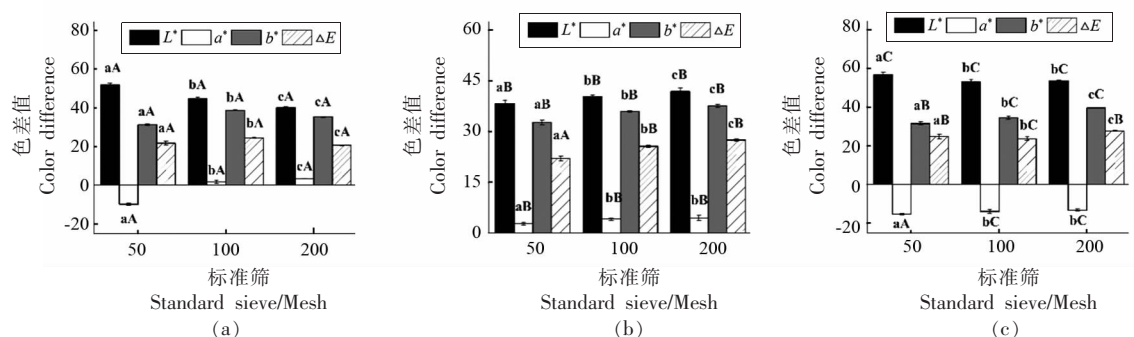 (a)
80
60
40
20
0
-20
L* a* b* △E
aA
aA
aA
aA
bA
bA
bA
bA
cA
cA
cA
cA
50 100 200
色差值
Color difference
标准筛
Standard sieve/Mesh
(a)
60
45
30
15
0
L* a* b* △E
aB
aB
aB
aA
bB
bB
bB
bB
cB
bB
cB
cB
50 100 200
色差值
Color difference
标准筛
Standard sieve/Mesh
(b)
80
60
40
20
0
-20
L* a* b* △E
aC
aA
aB
aB
bC
bC
bC
bC
bC
bC
cC
cB
50 100 200
色差值
Color difference
标准筛
Standard sieve/Mesh
(c)